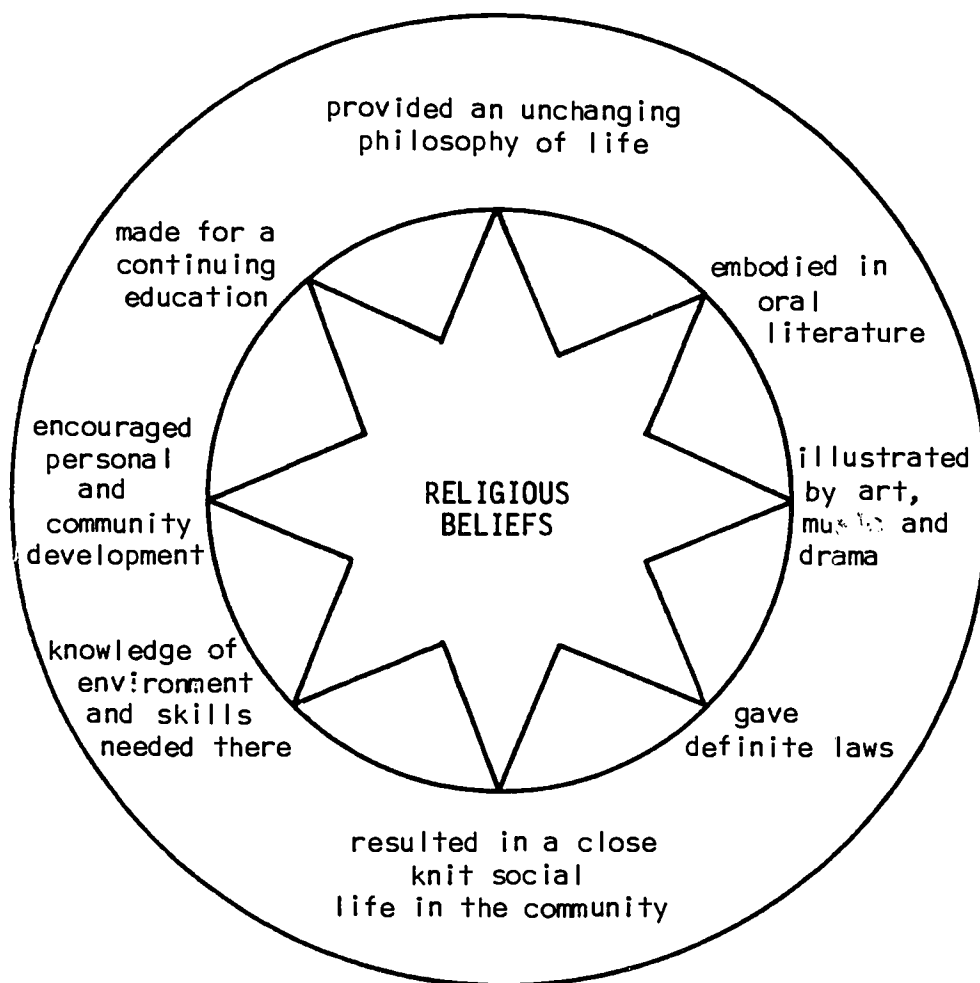 provided an unchanging
philosophy of life
embodied in
oral
literature
illustrated
by art,
music and
drama
gave
definite laws
resulted in a close
knit social
life in the community
knowledge of
environment
and skills
needed there
encouraged
personal
and
community
development
made for a
continuing
education
RELIGIOUS
BELIEFS